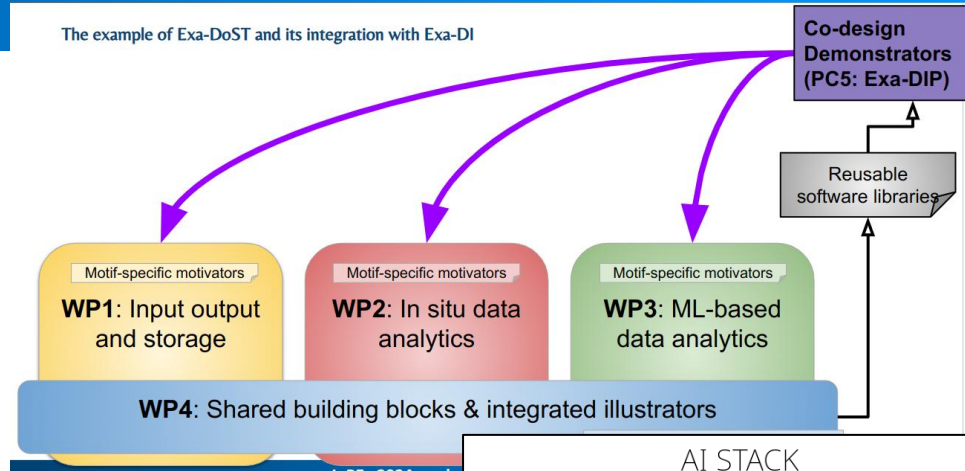 The example of Exa-DoST and its integration with Exa-DI
Co-design
Demonstrators
(PC5: Exa-DIP)
Reusable
software libraries
Motif-specific motivators
WP1: Input output
and storage
Motif-specific motivators
WP2: In situ data
analytics
Motif-specific motivators
WP3: ML-based
data analytics
WP4: Shared building blocks & integrated illustrators
AI STACK